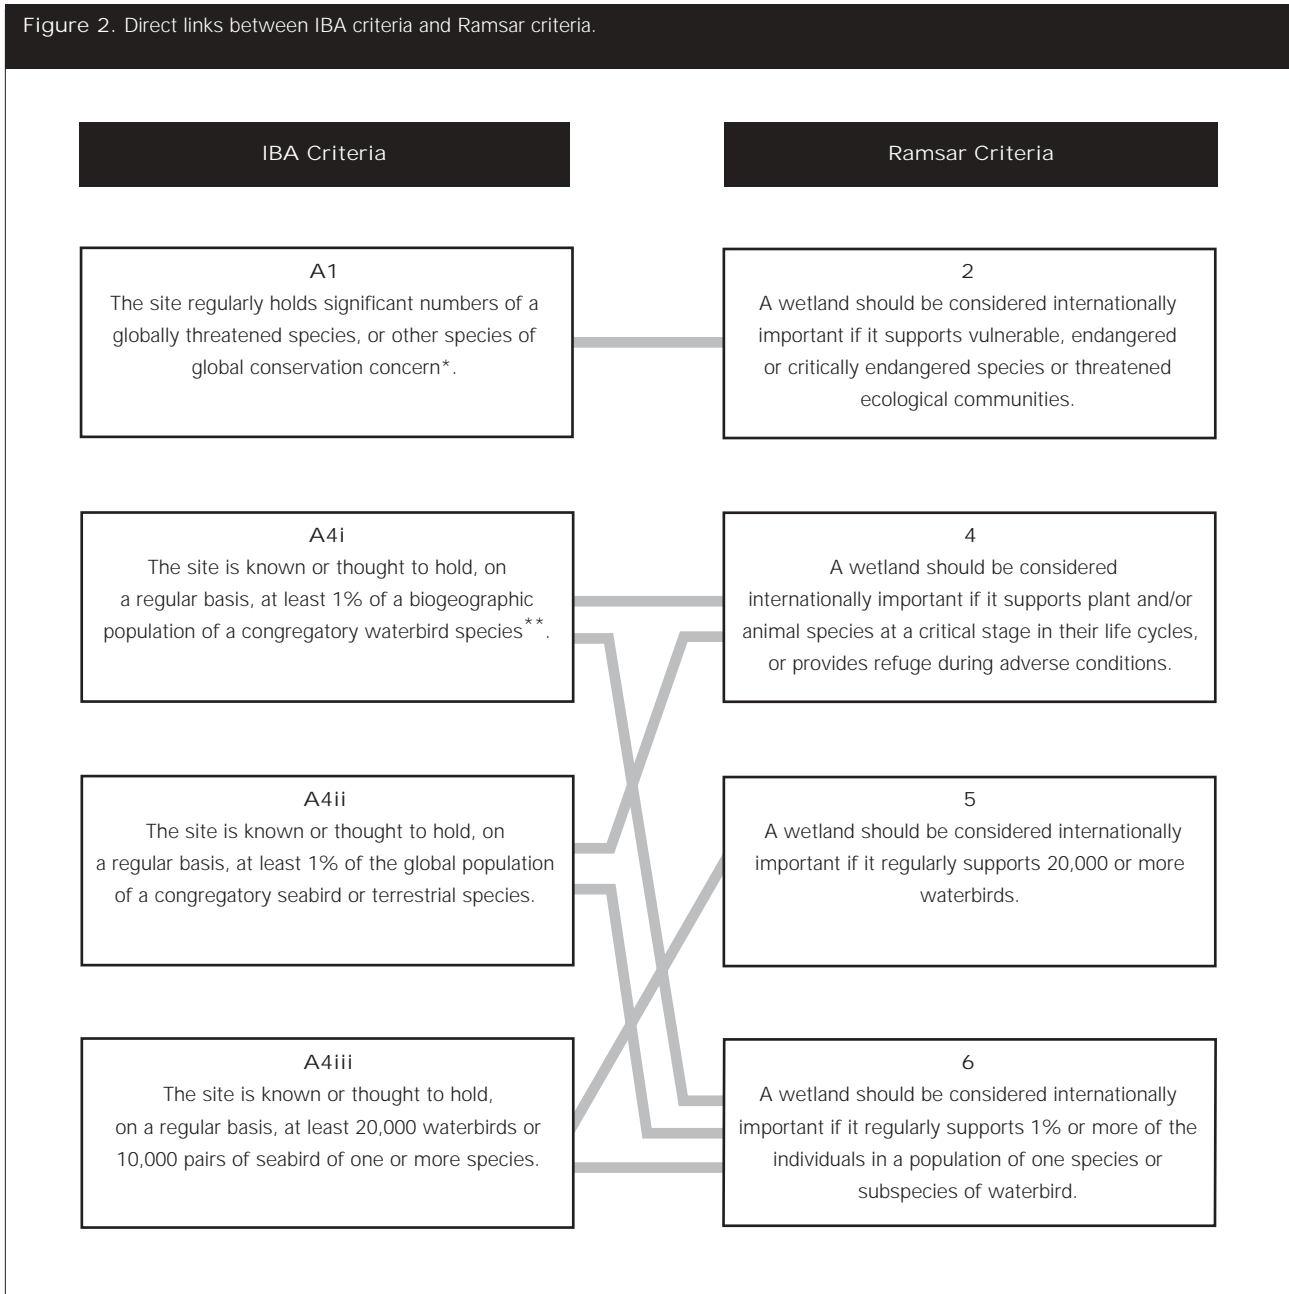 Figure 2. Direct links between IBA criteria and Ramsar criteria.
IBA Criteria
Ramsar Criteria
A1
The site regularly holds significant numbers of a
globally threatened species, or other species of
global conservation concern*.
2
A wetland should be considered internationally
important if it supports vulnerable, endangered
or critically endangered species or threatened
ecological communities.
A4i
The site is known or thought to hold, on
a regular basis, at least 1% of a biogeographic
population of a congregatory waterbird species**.
4
A wetland should be considered
internationally important if it supports plant and/or
animal species at a critical stage in their life cycles,
or provides refuge during adverse conditions.
A4ii
The site is known or thought to hold, on
a regular basis, at least 1% of the global population
of a congregatory seabird or terrestrial species.
5
A wetland should be considered internationally
important if it regularly supports 20,000 or more
waterbirds.
A4iii
The site is known or thought to hold,
on a regular basis, at least 20,000 waterbirds or
10,000 pairs of seabird of one or more species.
6
A wetland should be considered internationally
important if it regularly supports 1% or more of the
individuals in a population of one species or
subspecies of waterbird.